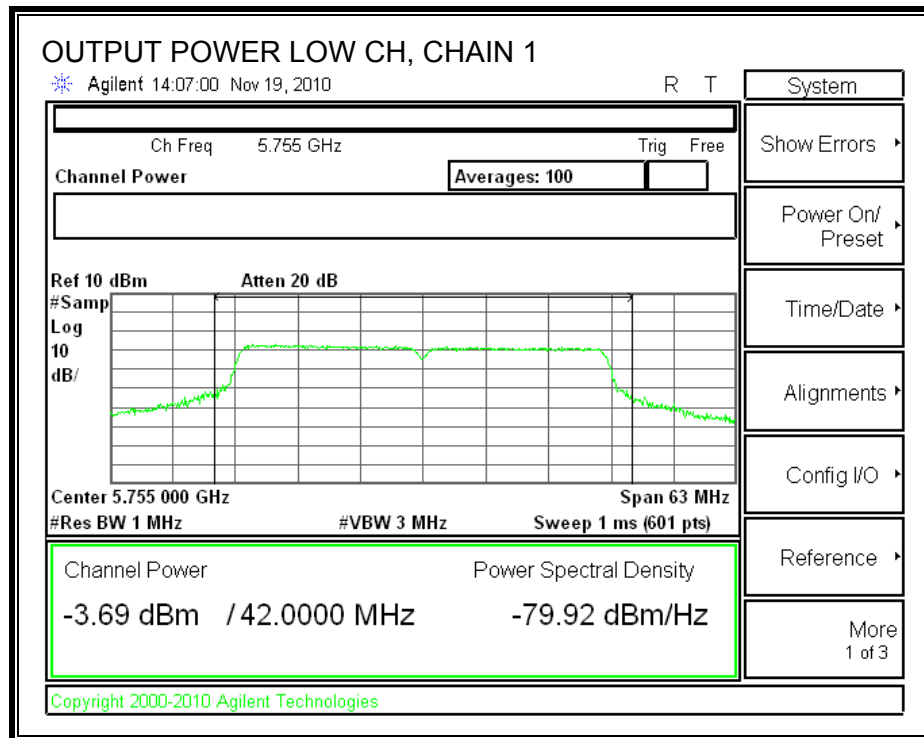 OUTPUT POWER LOW CH, CHAIN 1
Agilent 14:07:00 Nov 19, 2010 R T
System
Ch Freq 5.755 GHz Trig Free
Show Errors
Channel Power Averages: 100
Power On/
Preset
Ref 10 dBm Atten 20 dB
#Samp
Log
10
dB/
Time/Date
Alignments
Config I/O
Center 5.755 000 GHz Span 63 MHz
#Res BW 1 MHz #VBW 3 MHz Sweep 1 ms (601 pts)
Reference
Channel Power Power Spectral Density
-3.69 dBm / 42.0000 MHz -79.92 dBm/Hz
More
1 of 3
Copyright 2000-2010 Agilent Technologies